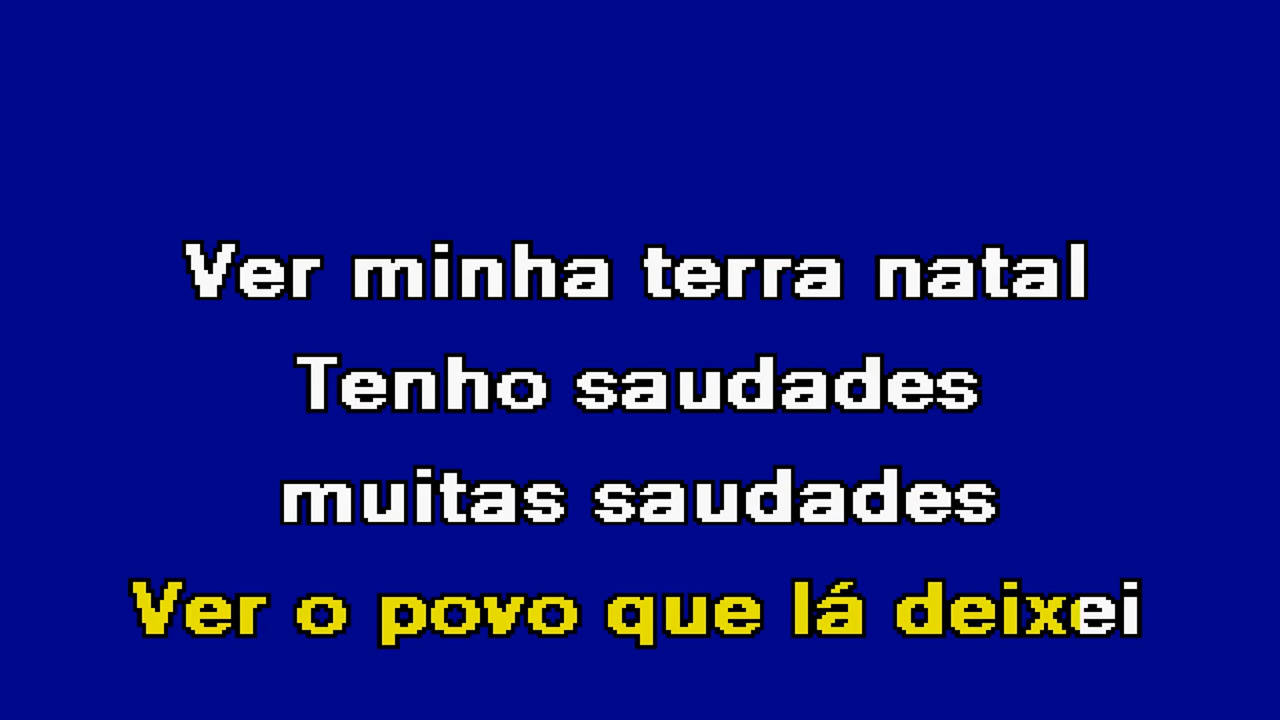 Ver minha terra natal
Tenho saudades
muitas saudades
Ver o povo que lá deixei